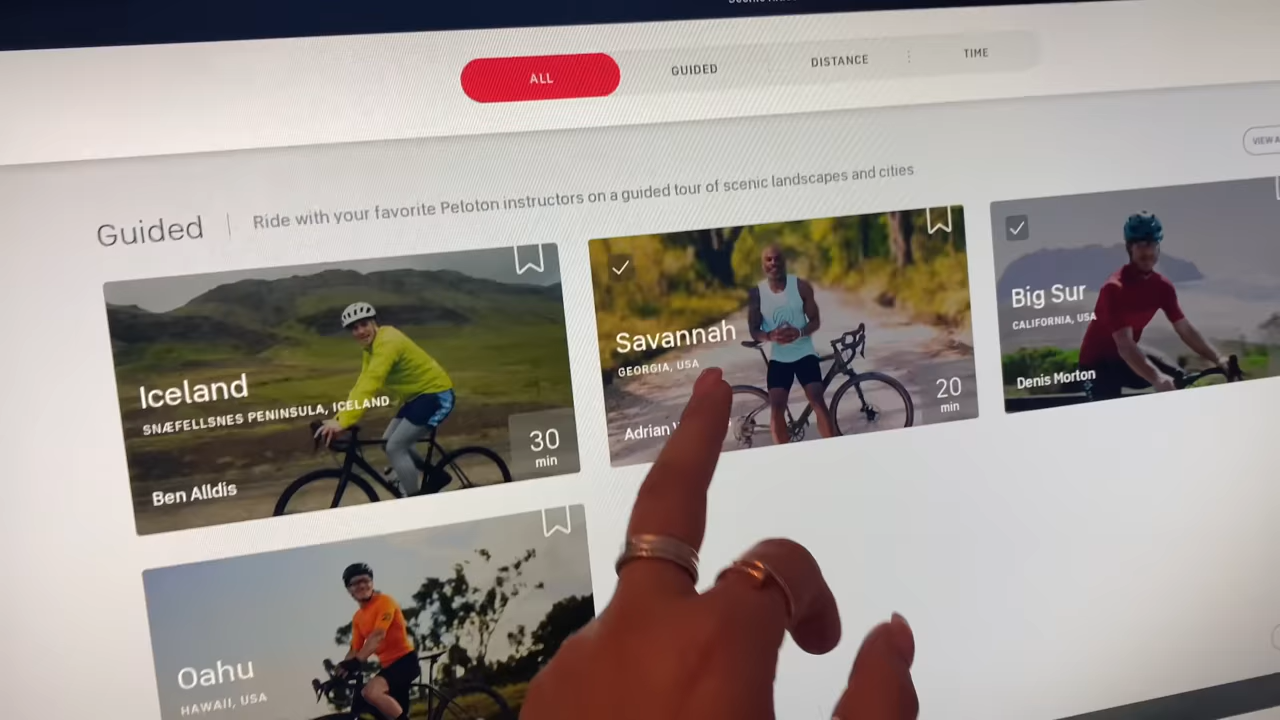 ALL
GUIDED
DISTANCE
TIME
VIEW A
Guided
Ride with your favorite Peloton instructors on a guided tour of scenic landscapes and cities
Iceland
SNÆFELLSNES PENINSULA, ICELAND
Ben Alldis
30
min
Savannah
GEORGIA, USA
Adrian
20
min
Big Sur
CALIFORNIA, USA
Denis Morton
Oahu
HAWAII, USA